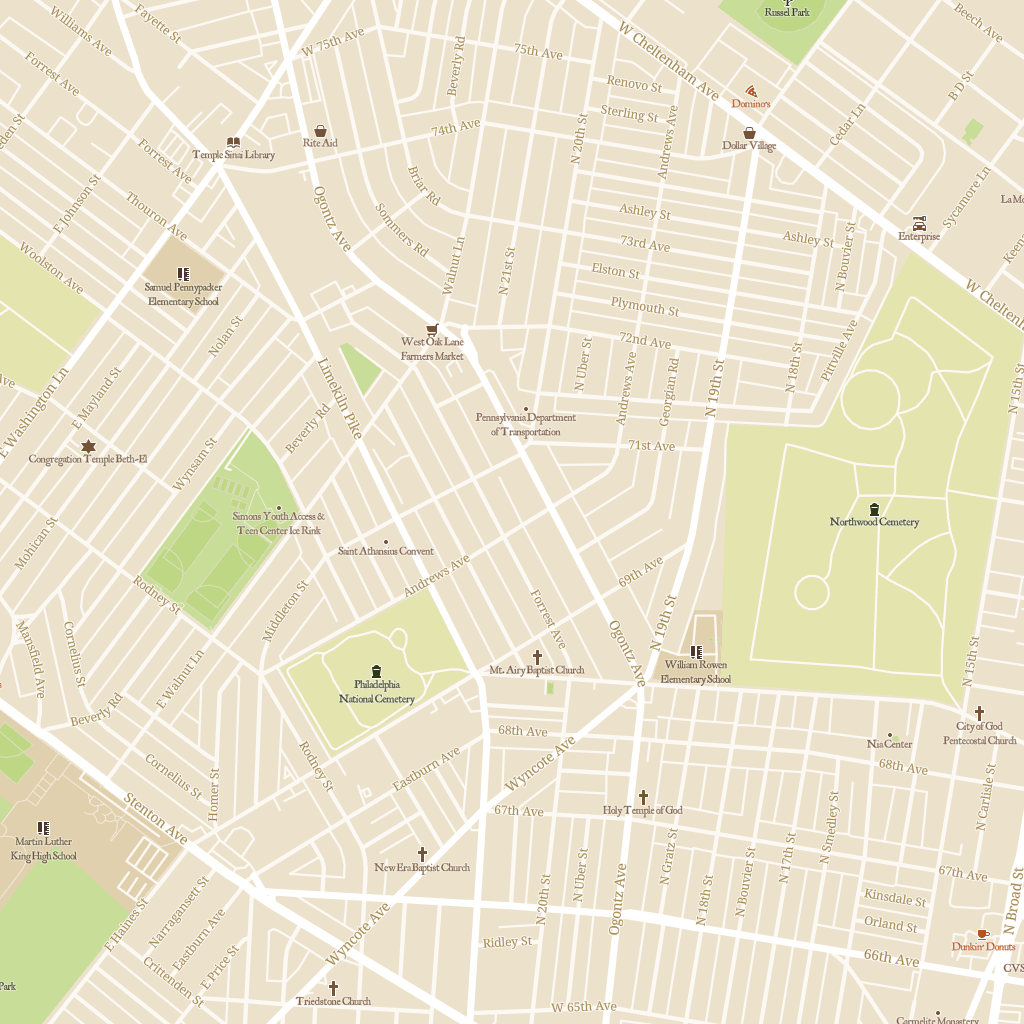 Russel Park
Williams Ave
Fayette St
W 75th Ave
Beverly Rd
75th Ave
W Cheltenham Ave
Beech Ave
Forrest Ave
Renovo St
Domino's
B D St
Sterling St
Cedar Ln
Rite Aid
74th Ave
N 20th St
Andrews Ave
Dollar Village
Temple Sinai Library
Forrest Ave
E Johnson St
Thouron Ave
Ogontz Ave
Briar Rd
Sommers Rd
Sycamore Ln
Ashley St
Enterprise
73rd Ave
Ashley St
N Bouvier St
Woolston Ave
Walnut Ln
N 21st St
Elston St
Samuel Pennypacker
Elementary School
Plymouth St
W Chelten
Nolan St
West Oak Lane
Farmers Market
72nd Ave
N Uber St
Andrews Ave
Georgian Rd
N 19th St
N 18th St
Pittville Ave
N 15th St
E Washington Ln
E Mayland St
Limekiln Pike
Beverly Rd
Pennsylvania Department
of Transportation
71st Ave
Congregation Temple Beth-El
Wynsam St
Simons Youth Access &
Teen Center Ice Rink
Northwood Cemetery
Mohican St
Saint Athansius Convent
Rodney St
Andrews Ave
69th Ave
Middleton St
Forrest Ave
Ogontz Ave
N 19th St
Mansfield Ave
Cornelius St
E Walnut Ln
Philadelphia
National Cemetery
Mt. Airy Baptist Church
William Rowen
Elementary School
N 15th St
Beverly Rd
City of God
Pentecostal Church
68th Ave
Nia Center
Rodney St
Eastburn Ave
Wyncote Ave
68th Ave
Cornelius St
Homer St
Stenton Ave
67th Ave
Holy Temple of God
N Carlisle St
N Smedley St
Martin Luther
King High School
New Era Baptist Church
N Gratz St
N 17th St
67th Ave
N Uber St
N 20th St
Ogontz Ave
N 18th St
N Bouvier St
Kinsdale St
Orland St
N Broad St
Narragansett St
E Haines St
Eastburn Ave
Wyncote Ave
Ridley St
Dunkin' Donuts
66th Ave
CVS
E Price St
Crittenden St
Park
Triedstone Church
W 65th Ave
Carmelite Monastery